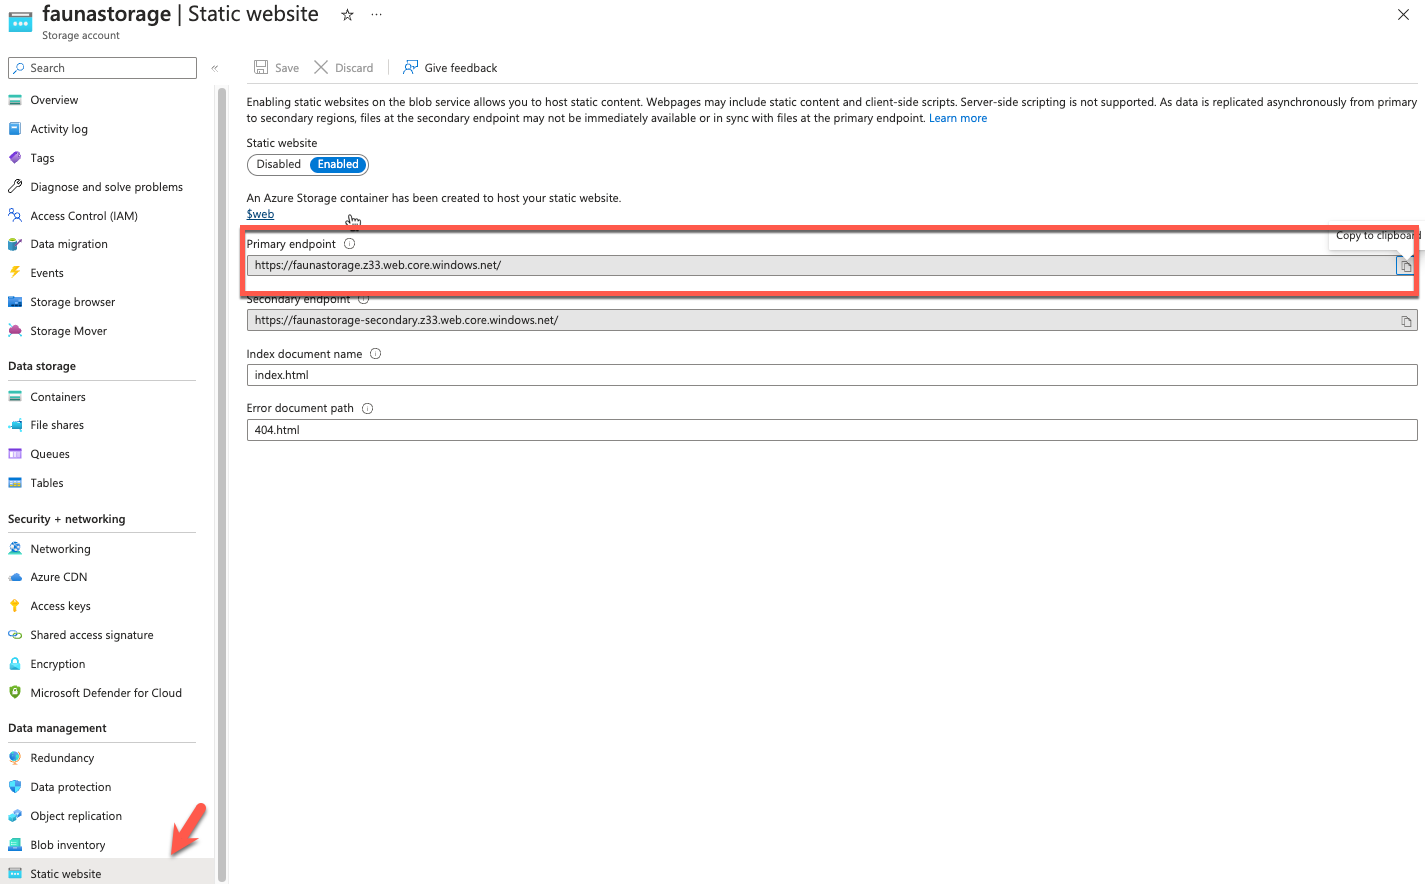 faunastorage | Static website
Storage account
Search
Save
Discard
Give feedback
Overview
Activity log
Tags
Diagnose and solve problems
Access Control (IAM)
Data migration
Events
Storage browser
Storage Mover
Data storage
Containers
File shares
Queues
Tables
Security + networking
Networking
Azure CDN
Access keys
Shared access signature
Encryption
Microsoft Defender for Cloud
Data management
Redundancy
Data protection
Object replication
Blob inventory
Static website
Enabling static websites on the blob service allows you to host static content. Webpages may include static content and client-side scripts. Server-side scripting is not supported. As data is replicated asynchronously from primary
to secondary regions, files at the secondary endpoint may not be immediately available or in sync with files at the primary endpoint. Learn more
Static website
Disabled Enabled
An Azure Storage container has been created to host your static website.
$web
Primary endpoint
Copy to clipboard
https://faunastorage.z33.web.core.windows.net/
Secondary endpoint
https://faunastorage-secondary.z33.web.core.windows.net/
Index document name
index.html
Error document path
404.html